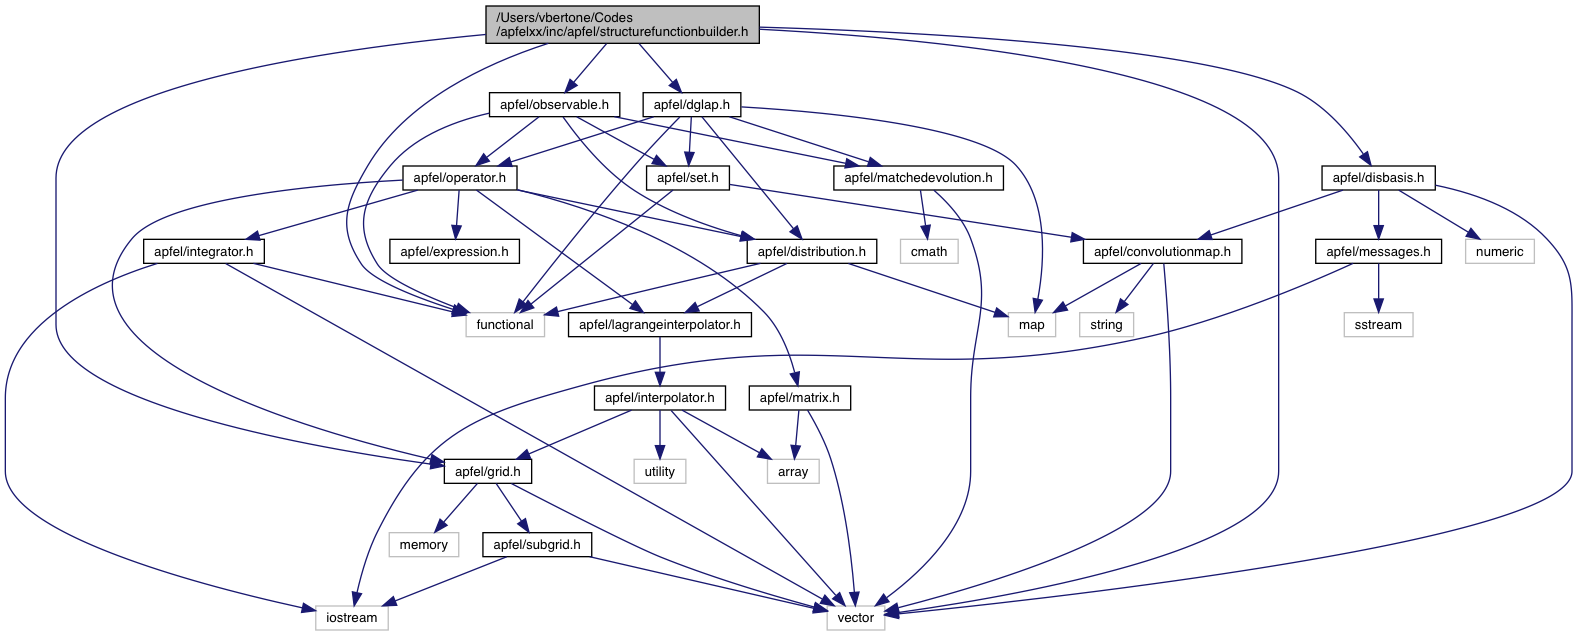 /Users/vbertone/Codes
/apfelxx/inc/apfel/structurefunctionbuilder.h
apfel/observable.h
apfel/dglap.h
apfel/operator.h
apfel/set.h
apfel/matchedevolution.h
apfel/disbasis.h
apfel/integrator.h
apfel/expression.h
apfel/distribution.h
cmath
apfel/convolutionmap.h
apfel/messages.h
numeric
functional
apfel/lagrangeinterpolator.h
map
string
sstream
apfel/interpolator.h
apfel/matrix.h
apfel/grid.h
utility
array
memory
apfel/subgrid.h
iostream
vector